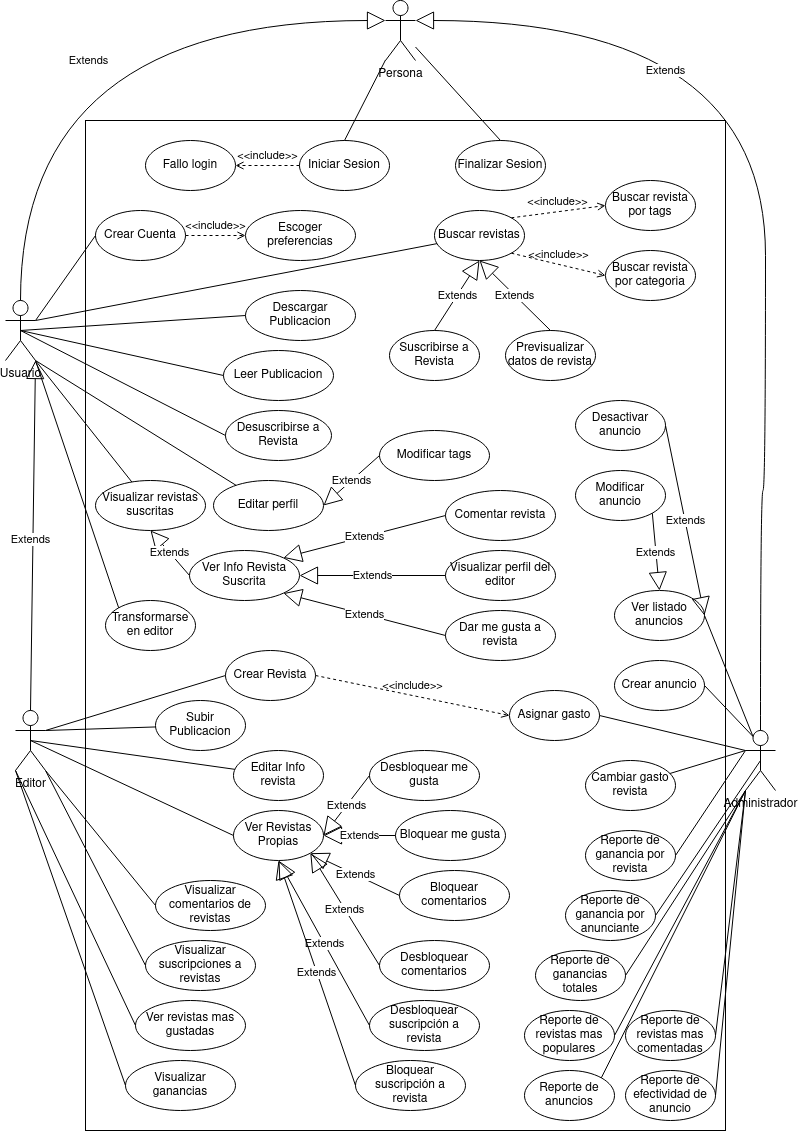 Extends
Persona
Extends
Fallo login
<<include>>
Iniciar Sesion
Finalizar Sesion
Crear Cuenta
<<include>>
Escoger
preferencias
Buscar revistas
<<include>>
Buscar revista
por tags
<<include>>
Buscar revista
por categoria
Extends
Extends
Suscribirse a
Revista
Previsualizar
datos de revista
Usuario
Descargar
Publicacion
Leer Publicacion
Desuscribirse a
Revista
Editar perfil
Extends
Modificar tags
Visualizar revistas
suscritas
Extends
Ver Info Revista
Suscrita
Extends
Comentar revista
Extends
Visualizar perfil del
editor
Extends
Dar me gusta a
revista
Transformarse
en editor
Extends
Desactivar
anuncio
Modificar
anuncio
Extends
Extends
Ver listado
anuncios
Crear anuncio
Crear Revista
<<include>>
Asignar gasto
Subir
Publicacion
Editor
Editar Info
revista
Ver Revistas
Propias
Extends
Desbloquear me
gusta
Extends
Bloquear me gusta
Extends
Bloquear
comentarios
Extends
Desbloquear
comentarios
Extends
Desbloquear
suscripción a
revista
Extends
Bloquear
suscripción a
revista
Visualizar
comentarios de
revistas
Visualizar
suscripciones a
revistas
Ver revistas mas
gustadas
Visualizar
ganancias
Administrador
Cambiar gasto
revista
Reporte de
ganancia por
revista
Reporte de
ganancia por
anunciante
Reporte de
ganancias
totales
Reporte de
revistas mas
populares
Reporte de
revistas mas
comentadas
Reporte de
anuncios
Reporte de
efectividad de
anuncio